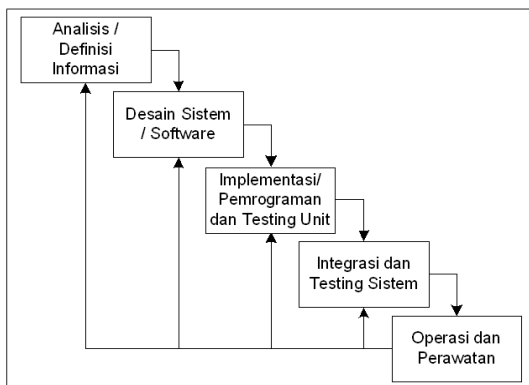 Analisis /
Definisi
Informasi
Desain Sistem
/ Software
Implementasi/
Pemrograman
dan Testing Unit
Integrasi dan
Testing Sistem
Operasi dan
Perawatan